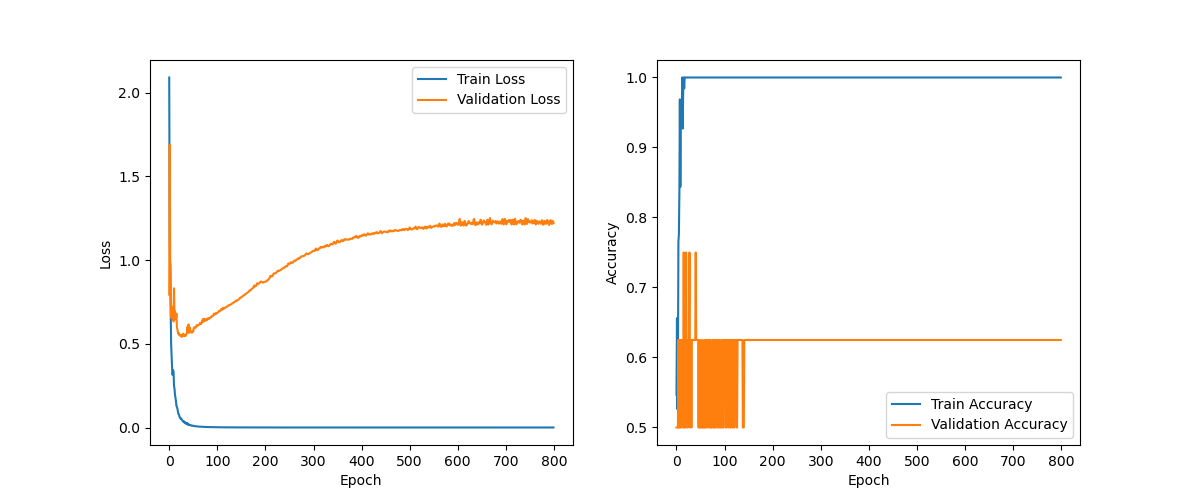 Train Loss
Validation Loss
2.0
1.5
1.0
0.5
0.0
Loss
0 100 200 300 400 500 600 700 800
Epoch
1.0
0.9
0.8
0.7
0.6
0.5
Accuracy
Train Accuracy
Validation Accuracy
0 100 200 300 400 500 600 700 800
Epoch